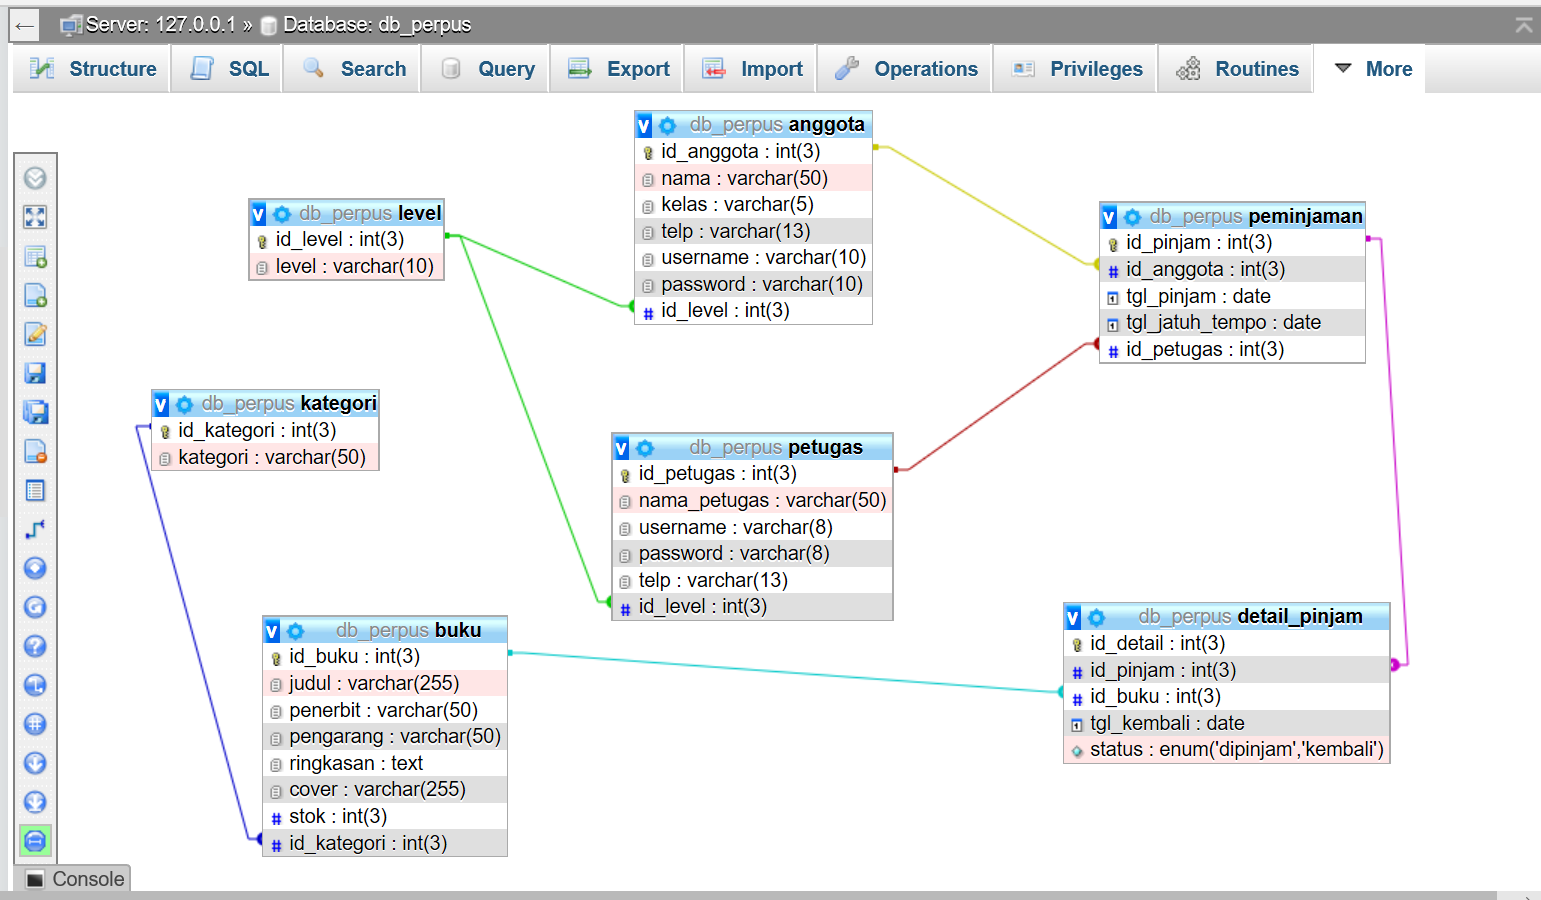 Server: 127.0.0.1 » Database: db_perpus
Structure SQL Search Query Export Import Operations Privileges Routines More
db_perpus anggota
id_anggota : int(3)
nama : varchar(50)
kelas : varchar(5)
telp : varchar(13)
username : varchar(10)
password : varchar(10)
id_level : int(3)
db_perpus level
id_level : int(3)
level : varchar(10)
db_perpus peminjaman
id_pinjam : int(3)
id_anggota : int(3)
tgl_pinjam : date
tgl_jatuh_tempo : date
id_petugas : int(3)
db_perpus kategori
id_kategori : int(3)
kategori : varchar(50)
db_perpus petugas
id_petugas : int(3)
nama_petugas : varchar(50)
username : varchar(8)
password : varchar(8)
telp : varchar(13)
id_level : int(3)
db_perpus buku
id_buku : int(3)
judul : varchar(255)
penerbit : varchar(50)
pengarang : varchar(50)
ringkasan : text
cover : varchar(255)
stok : int(3)
id_kategori : int(3)
db_perpus detail_pinjam
id_detail : int(3)
id_pinjam : int(3)
id_buku : int(3)
tgl_kembali : date
status : enum('dipinjam','kembali')
Console